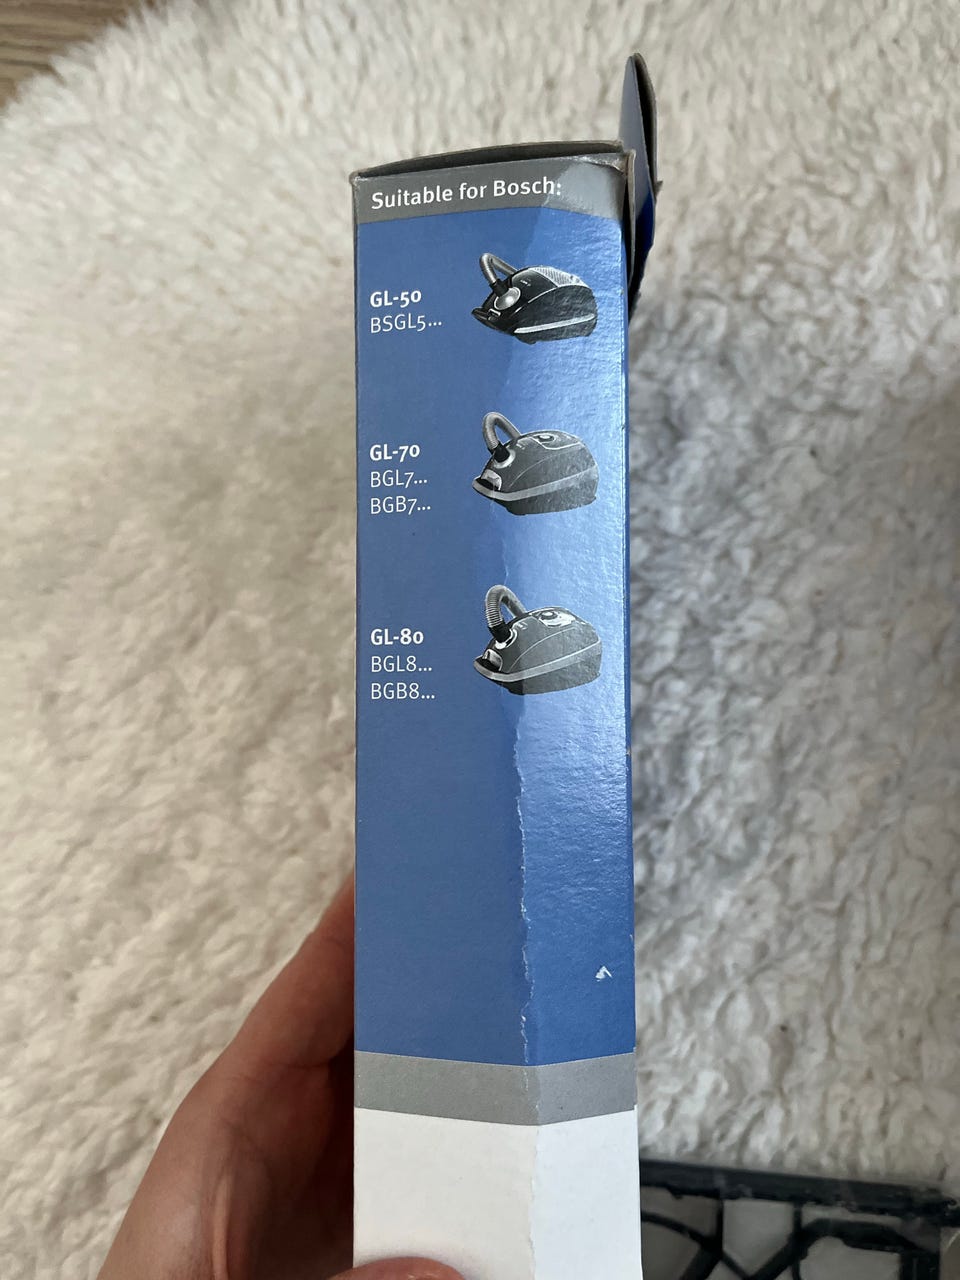 Suitable for Bosch:
GL-50
BSGL5...
GL-70
BGL7...
BGB7...
GL-80
BGL8...
BGB8...